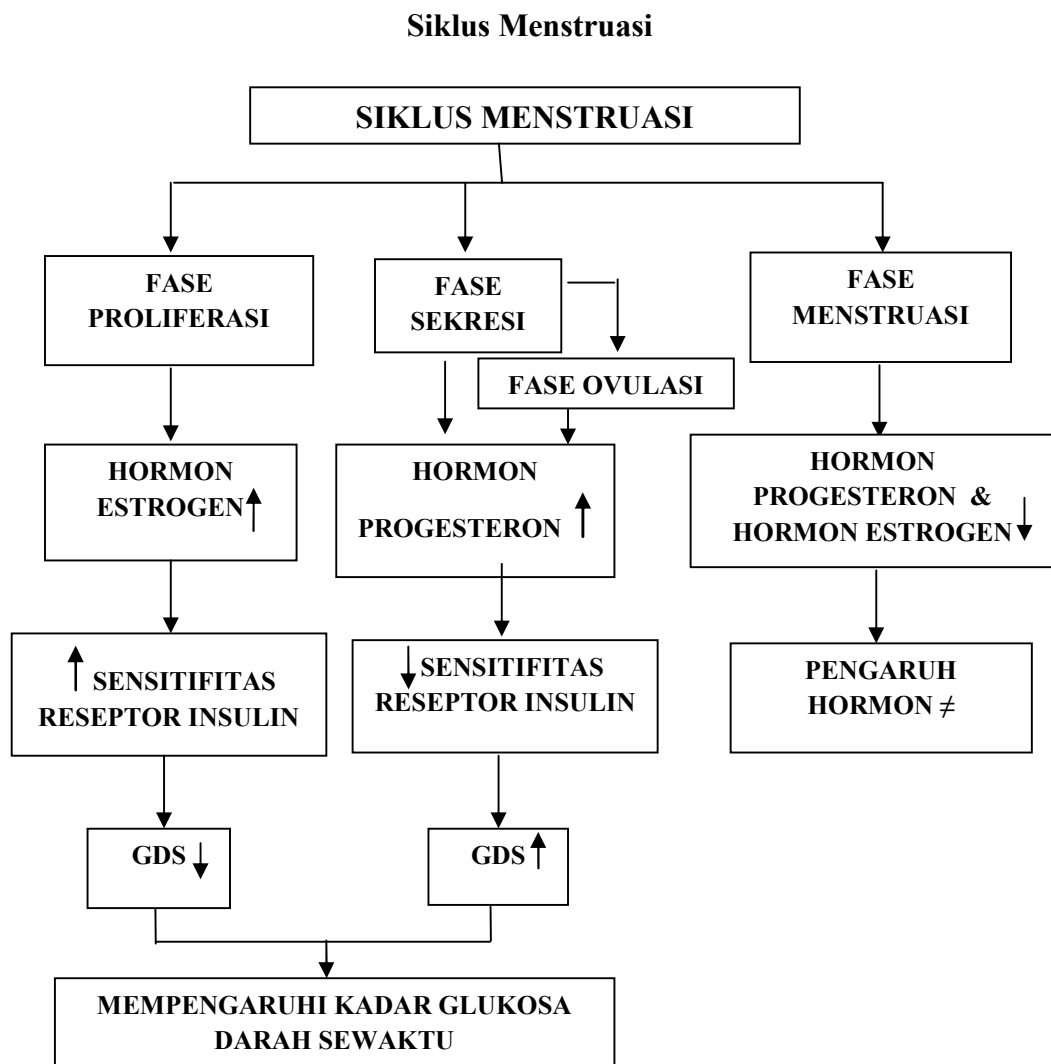 Siklus Menstruasi
SIKLUS MENSTRUASI
FASE
PROLIFERASI
FASE
SEKRESI
FASE
MENSTRUASI
FASE OVULASI
HORMON
ESTROGEN ↑
HORMON
PROGESTERON ↑
HORMON
PROGESTERON &
HORMON ESTROGEN ↓
↑ SENSITIFITAS
RESEPTOR INSULIN
↓ SENSITIFITAS
RESEPTOR INSULIN
PENGARUH
HORMON ≠
GDS ↓
GDS ↑
MEMPENGARUHI KADAR GLUKOSA
DARAH SEWAKTU